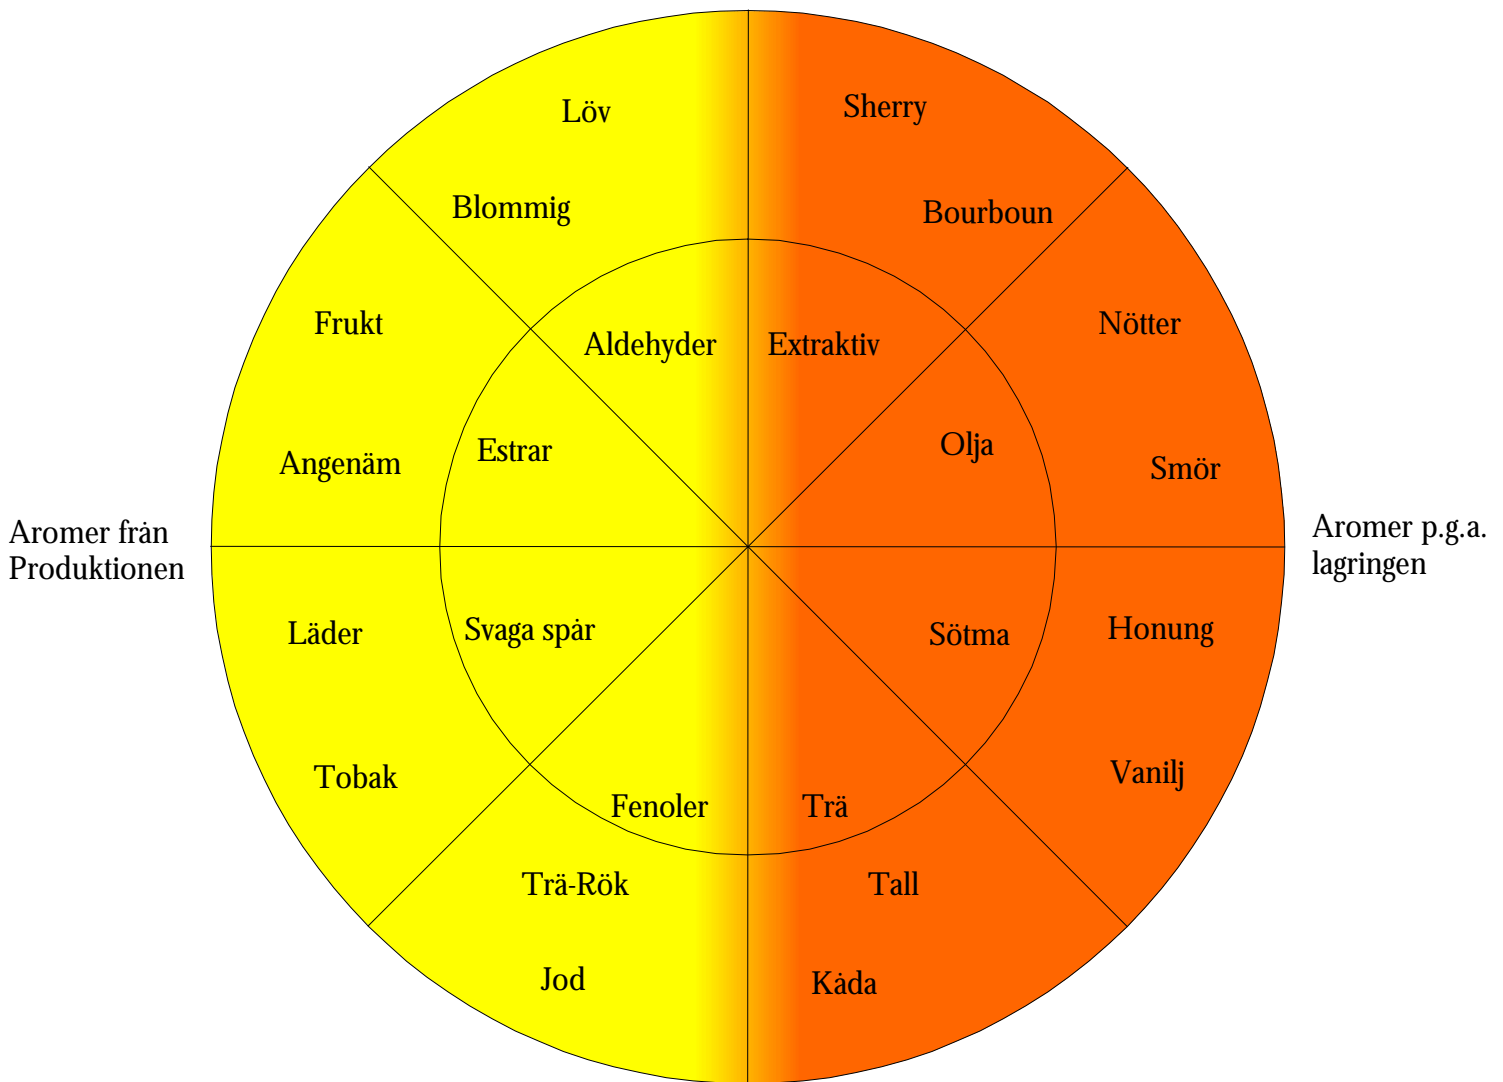 Löv
Sherry
Blommig
Bourboun
Frukt
Aldehyder
Extraktiv
Nötter
Angenäm
Estrar
Olja
Smör
Aromer från
Produktionen
Aromer p.g.a.
lagringen
Läder
Svaga spår
Sötma
Honung
Tobak
Fenoler
Trä
Vanilj
Trä-Rök
Tall
Jod
Kåda